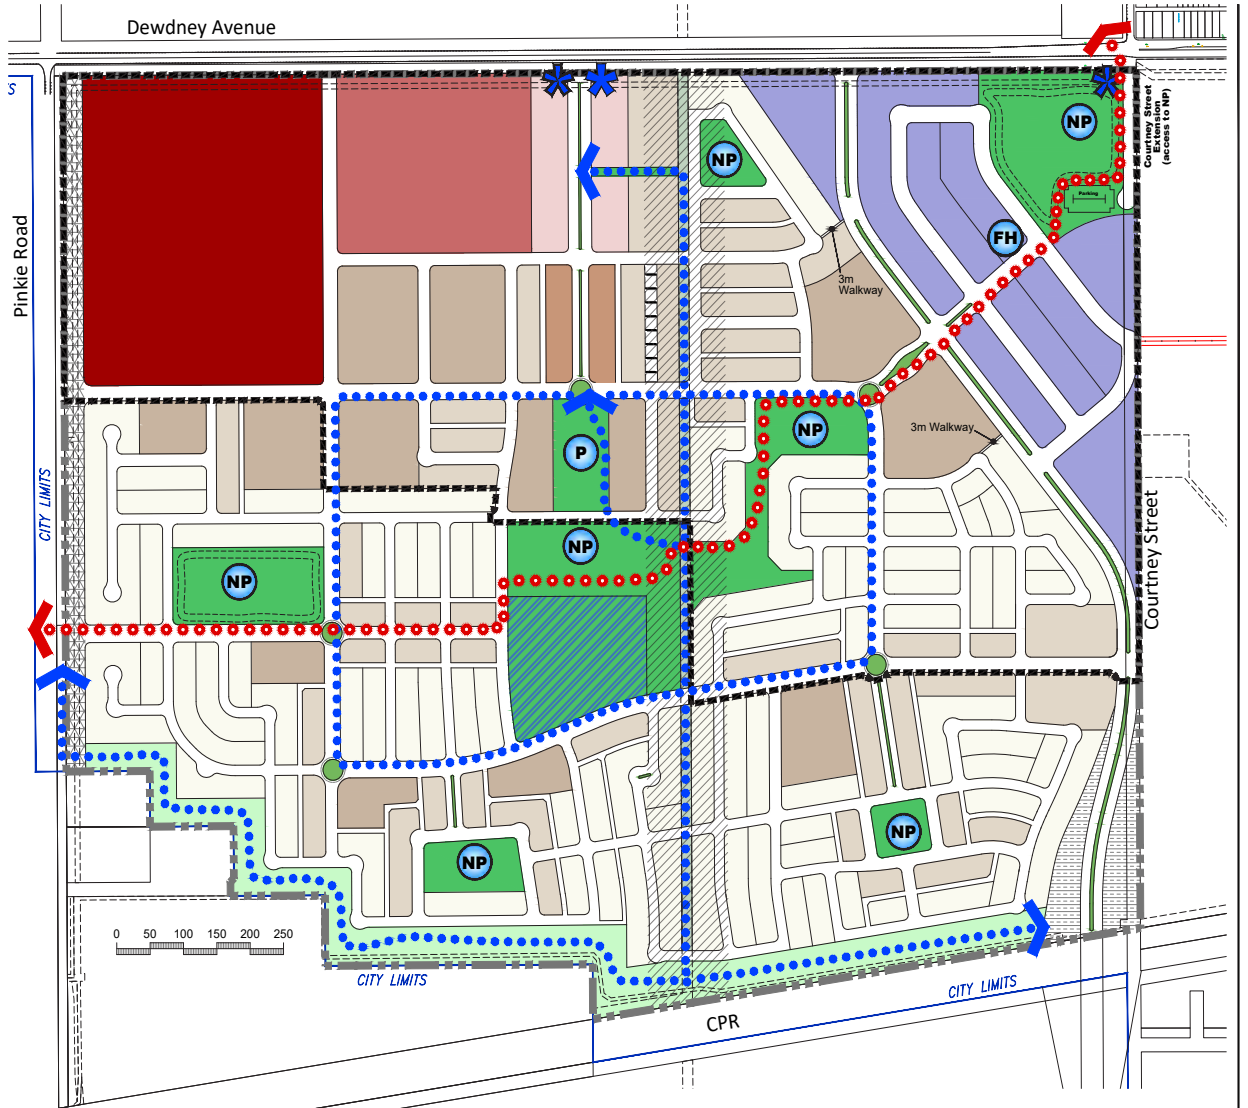 Dewdney Avenue
S
NP
Courtney Street
Extension
(access to NP)
NP
Parking
Pinkie Road
FH
3m
Walkway
NP
3m Walkway
P
CITY LIMITS
NP
NP
Courtney Street
NP
NP
0 50 100 150 200 250
CITY LIMITS
CITY LIMITS
CPR